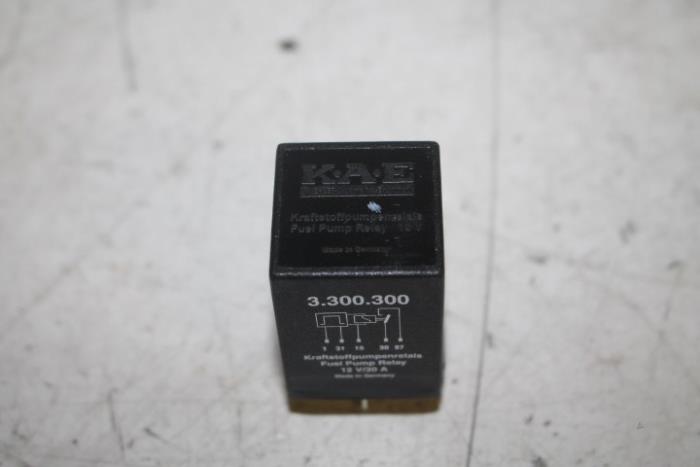 K·A·E
Kraftstoffpumpenrelais
Fuel Pump Relay 12 V
Made in Germany
3.300.300
1 31 15 30 87
Kraftstoffpumpenrelais
Fuel Pump Relay
12 V/30 A
Made in Germany